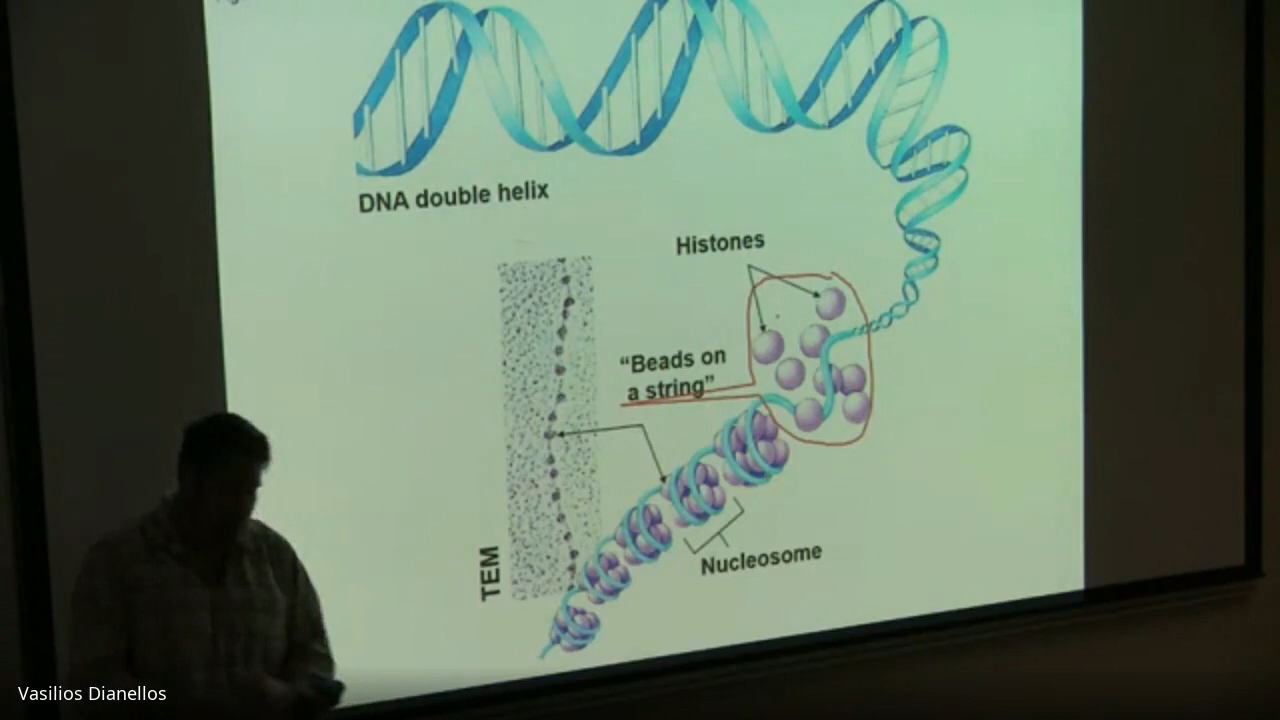 DNA double helix
Histones
“Beads on
a string”
Nucleosome
TEM
Vasilios Dianellos